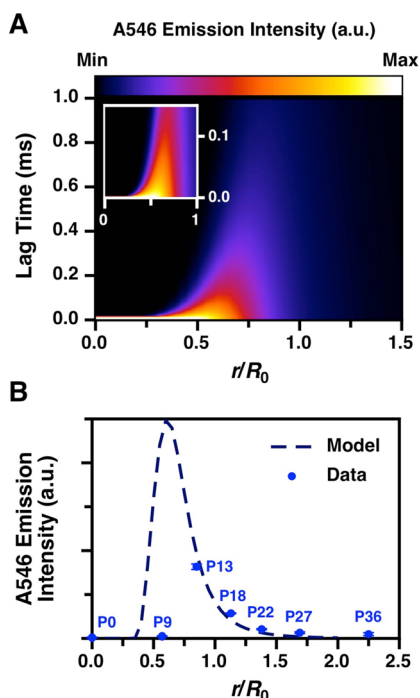 A
A546 Emission Intensity (a.u.)
Min Max
1.0
0.8
0.6
0.4
0.2
0.0
Lag Time (ms)
0.1
0.0
0 1
0.0 0.5 1.0 1.5
r/R0
B
A546 Emission
Intensity (a.u.)
Model
Data
P0 P9 P13 P18 P22 P27 P36
0.0 0.5 1.0 1.5 2.0 2.5
r/R0